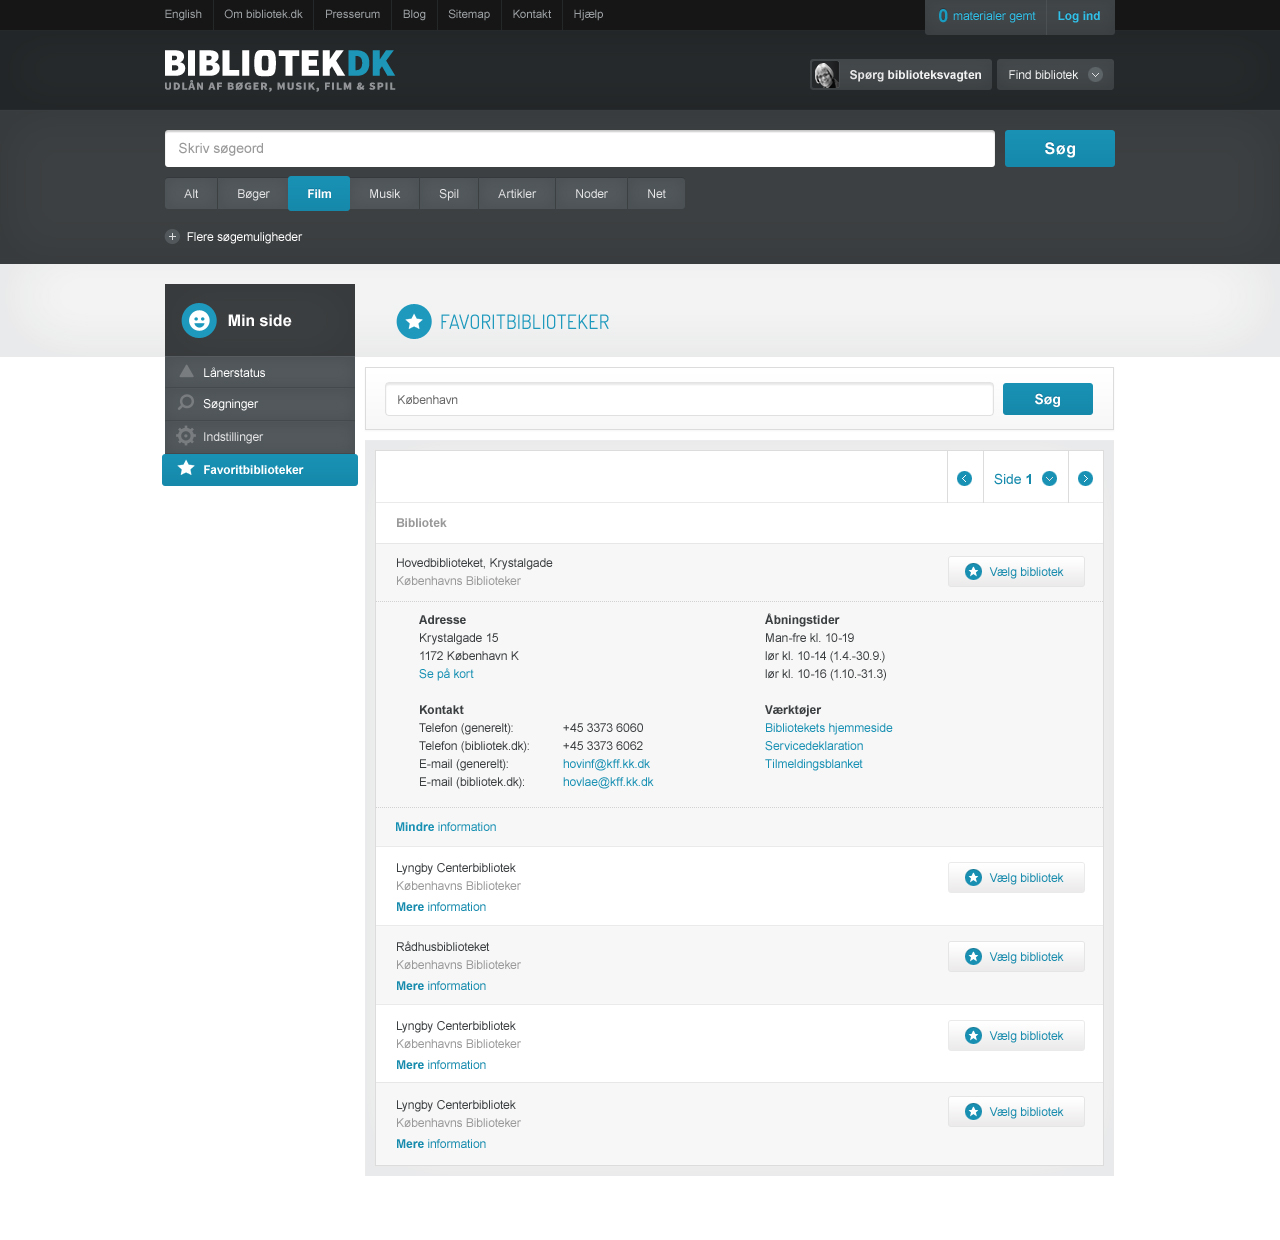 English Om bibliotek.dk Presserum Blog Sitemap Kontakt Hjælp
0 materialer gemt Log ind
BIBLIOTEKDK
UDLÅN AF BØGER, MUSIK, FILM & SPIL
Spørg biblioteksvagten Find bibliotek
Skriv søgeord Søg
Alt Bøger Film Musik Spil Artikler Noder Net
Flere søgemuligheder
Min side
Lånerstatus
Søgninger
Indstillinger
Favoritbiblioteker
FAVORITBIBLIOTEKER
København Søg
Side 1
Bibliotek
Hovedbiblioteket, Krystalgade
Københavns Biblioteker
Vælg bibliotek
Adresse
Krystalgade 15
1172 København K
Se på kort
Åbningstider
Man-fre kl. 10-19
lør kl. 10-14 (1.4.-30.9.)
lør kl. 10-16 (1.10.-31.3)
Kontakt
Telefon (generelt): +45 3373 6060
Telefon (bibliotek.dk): +45 3373 6062
E-mail (generelt): hovinf@kff.kk.dk
E-mail (bibliotek.dk): hovlae@kff.kk.dk
Værktøjer
Bibliotekets hjemmeside
Servicedeklaration
Tilmeldingsblanket
Mindre information
Lyngby Centerbibliotek
Københavns Biblioteker
Mere information
Vælg bibliotek
Rådhusbiblioteket
Københavns Biblioteker
Mere information
Vælg bibliotek
Lyngby Centerbibliotek
Københavns Biblioteker
Mere information
Vælg bibliotek
Lyngby Centerbibliotek
Københavns Biblioteker
Mere information
Vælg bibliotek